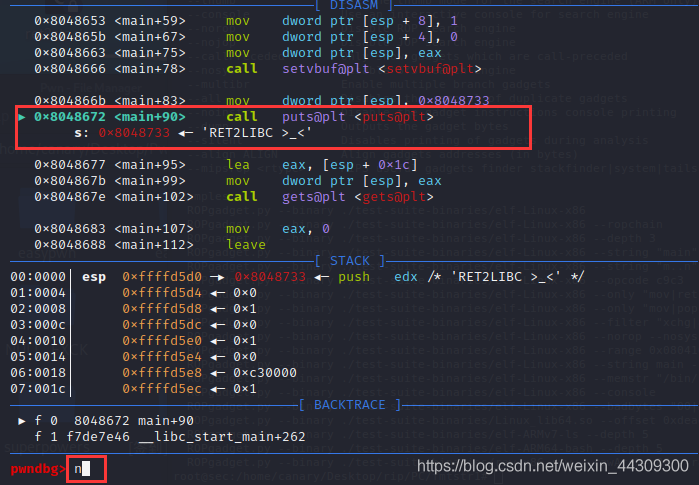 [ DISASM ]
0×8048653 <main+59> mov dword ptr [esp + 8], 1
0×804865b <main+67> mov dword ptr [esp + 4], 0
0×8048663 <main+75> mov dword ptr [esp], eax
0×8048666 <main+78> call setvbuf@plt <setvbuf@plt>
0×804866b <main+83> mov dword ptr [esp], 0×8048733
► 0×8048672 <main+90> call puts@plt <puts@plt>
s: 0×8048733 ◂— 'RET2LIBC >_<'
0×8048677 <main+95> lea eax, [esp + 0×1c]
0×804867b <main+99> mov dword ptr [esp], eax
0×804867e <main+102> call gets@plt <gets@plt>
0×8048683 <main+107> mov eax, 0
0×8048688 <main+112> leave
[ STACK ]
00:0000│ esp 0×ffffd5d0 —▸ 0×8048733 ◂— push edx /* 'RET2LIBC >_<' */
01:0004│ 0×ffffd5d4 ◂— 0×0
02:0008│ 0×ffffd5d8 ◂— 0×1
03:000c│ 0×ffffd5dc ◂— 0×0
04:0010│ 0×ffffd5e0 ◂— 0×1
05:0014│ 0×ffffd5e4 ◂— 0×0
06:0018│ 0×ffffd5e8 ◂— 0×c30000
07:001c│ 0×ffffd5ec ◂— 0×1
[ BACKTRACE ]
► f 0 8048672 main+90
f 1 f7de7e46 __libc_start_main+262
pwndbg> n
https://blog.csdn.net/weixin_44309300